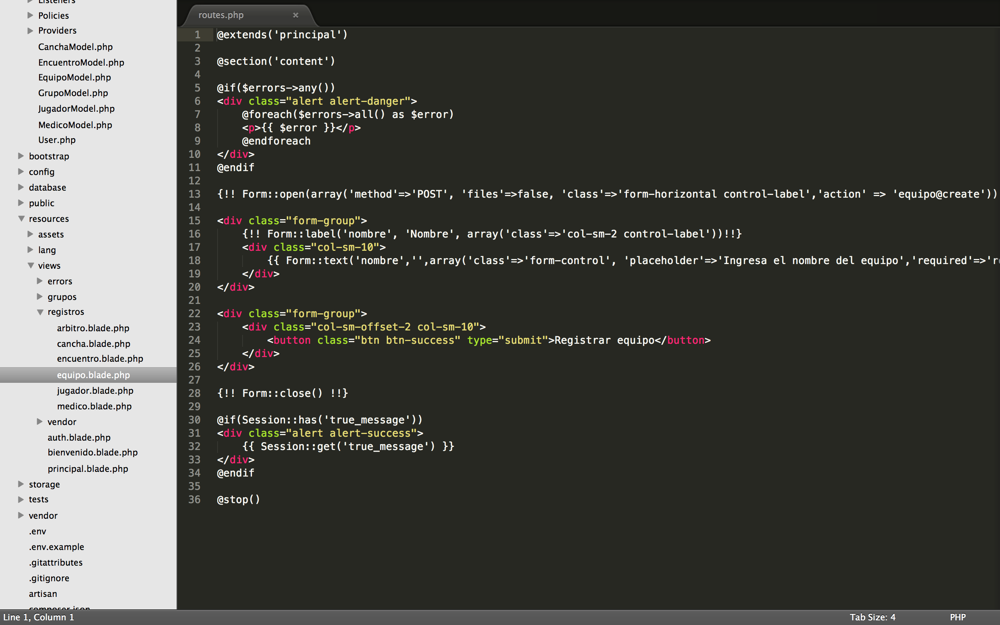 Listeners
Policies
Providers
CanchaModel.php
EncuentroModel.php
EquipoModel.php
GrupoModel.php
JugadorModel.php
MedicoModel.php
User.php
bootstrap
config
database
public
resources
assets
lang
views
errors
grupos
registros
arbitro.blade.php
cancha.blade.php
encuentro.blade.php
equipo.blade.php
jugador.blade.php
medico.blade.php
vendor
auth.blade.php
bienvenido.blade.php
principal.blade.php
storage
tests
vendor
.env
.env.example
.gitattributes
.gitignore
artisan
composer.json
routes.php ×
1 @extends('principal')
2
3 @section('content')
4
5 @if($errors->any())
6 <div class="alert alert-danger">
7 @foreach($errors->all() as $error)
8 <p>{{ $error }}</p>
9 @endforeach
10 </div>
11 @endif
12
13 {!! Form::open(array('method'=>'POST', 'files'=>false, 'class'=>'form-horizontal control-label','action' => 'equipo@create'))
14
15 <div class="form-group">
16 {!! Form::label('nombre', 'Nombre', array('class'=>'col-sm-2 control-label'))!!}
17 <div class="col-sm-10">
18 {{ Form::text('nombre','',array('class'=>'form-control', 'placeholder'=>'Ingresa el nombre del equipo','required'=>'re
19 </div>
20 </div>
21
22 <div class="form-group">
23 <div class="col-sm-offset-2 col-sm-10">
24 <button class="btn btn-success" type="submit">Registrar equipo</button>
25 </div>
26 </div>
27
28 {!! Form::close() !!}
29
30 @if(Session::has('true_message'))
31 <div class="alert alert-success">
32 {{ Session::get('true_message') }}
33 </div>
34 @endif
35
36 @stop()
Line 1, Column 1
Tab Size: 4
PHP